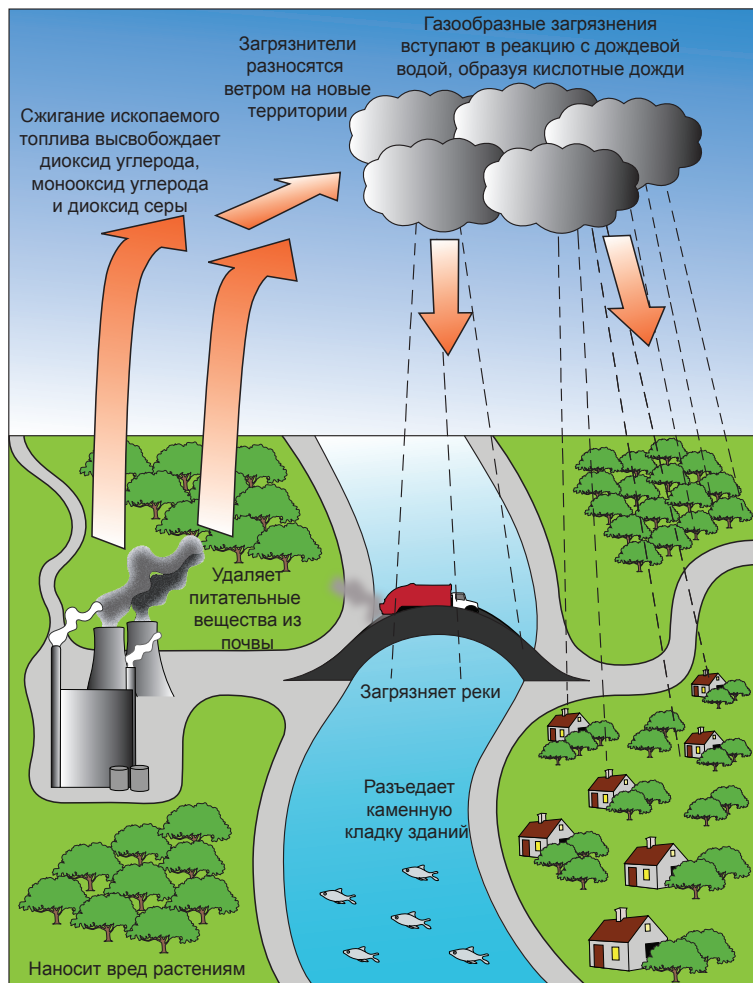 Газообразные загрязнения
вступают в реакцию с дождевой
водой, образуя кислотные дожди
Загрязнители
разносятся
ветром на новые
территории
Сжигание ископаемого
топлива высвобождает
диоксид углерода,
монооксид углерода
и диоксид серы
Удаляет
питательные
вещества из
почвы
Загрязняет реки
Разъедает
каменную
кладку зданий
Наносит вред растениям